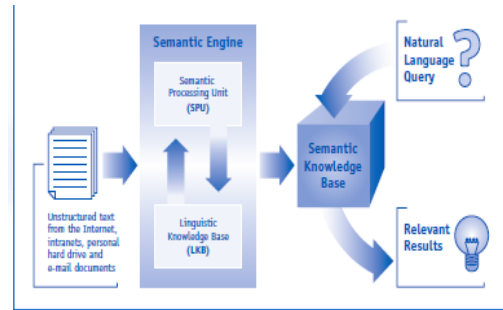 Semantic Engine
Semantic
Processing Unit
(SPU)
Linguistic
Knowledge Base
(LKB)
Unstructured text
from the Internet,
intranets, personal
hard drive and
e-mail documents
Semantic
Knowledge
Base
Natural
Language
Query
?
Relevant
Results